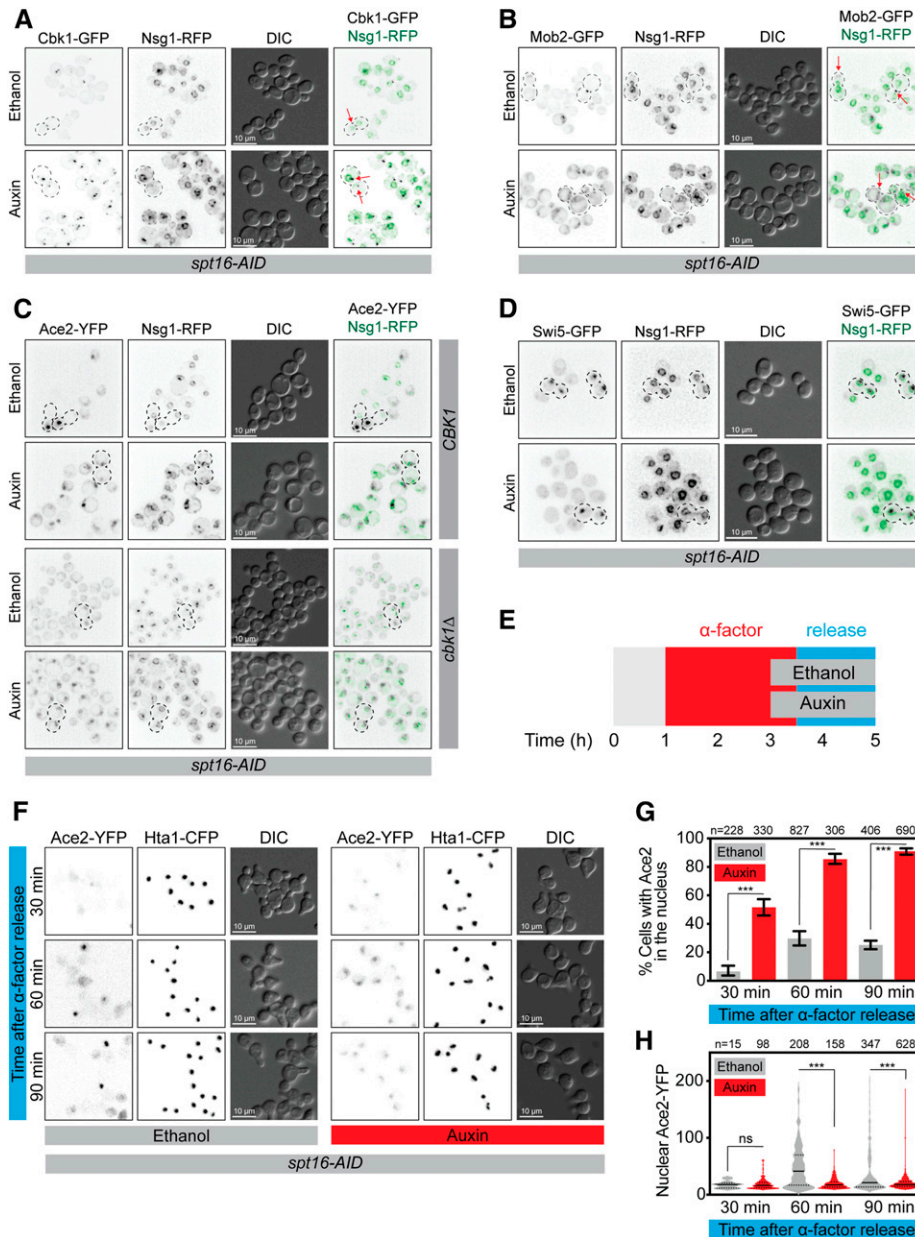 A
Cbk1-GFP
Nsg1-RFP
DIC
Cbk1-GFP
Nsg1-RFP
Ethanol
10 µm
Auxin
10 µm
spt16-AID
B
Mob2-GFP
Nsg1-RFP
DIC
Mob2-GFP
Nsg1-RFP
Ethanol
10 µm
Auxin
10 µm
spt16-AID
C
Ace2-YFP
Nsg1-RFP
DIC
Ace2-YFP
Nsg1-RFP
Ethanol
10 µm
Auxin
10 µm
CBK1
Ethanol
10 µm
Auxin
10 µm
cbk1Δ
spt16-AID
D
Swi5-GFP
Nsg1-RFP
DIC
Swi5-GFP
Nsg1-RFP
Ethanol
10 µm
Auxin
10 µm
spt16-AID
E
α-factor
release
Ethanol
Auxin
Time (h) 0 1 2 3 4 5
F
Ace2-YFP Hta1-CFP DIC Ace2-YFP Hta1-CFP DIC
Time after α-factor release
30 min
10 µm
10 µm
60 min
10 µm
10 µm
90 min
10 µm
10 µm
Ethanol
Auxin
spt16-AID
G
n=228 330 827 306 406 690
% Cells with Ace2
in the nucleus
100
80
60
40
20
0
Ethanol
Auxin
*** *** ***
30 min 60 min 90 min
Time after α-factor release
H
n=15 98 208 158 347 628
Nuclear Ace2-YFP
200
100
0
Ethanol
Auxin
ns *** ***
30 min 60 min 90 min
Time after α-factor release